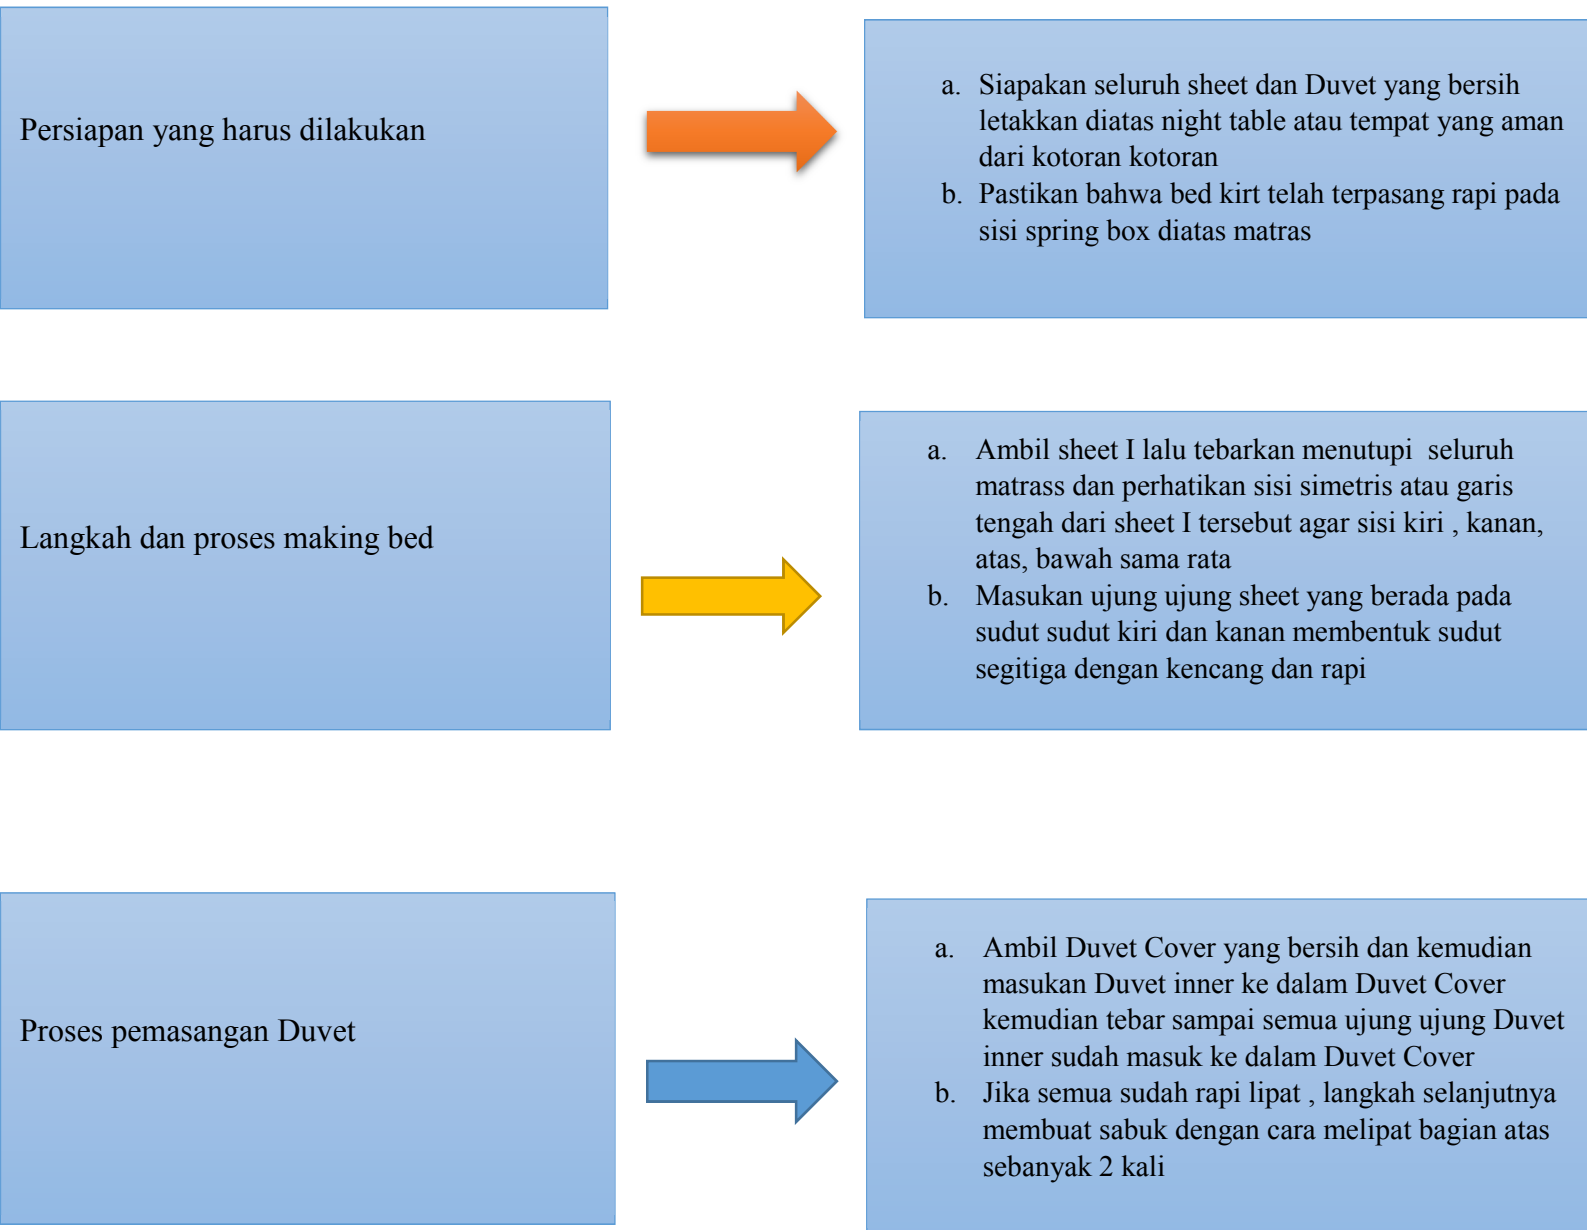 Persiapan yang harus dilakukan
a. Siapakan seluruh sheet dan Duvet yang bersih
letakkan diatas night table atau tempat yang aman
dari kotoran kotoran
b. Pastikan bahwa bed kirt telah terpasang rapi pada
sisi spring box diatas matras
Langkah dan proses making bed
a. Ambil sheet I lalu tebarkan menutupi  seluruh
matrass dan perhatikan sisi simetris atau garis
tengah dari sheet I tersebut agar sisi kiri , kanan,
atas, bawah sama rata
b. Masukan ujung ujung sheet yang berada pada
sudut sudut kiri dan kanan membentuk sudut
segitiga dengan kencang dan rapi
Proses pemasangan Duvet
a. Ambil Duvet Cover yang bersih dan kemudian
masukan Duvet inner ke dalam Duvet Cover
kemudian tebar sampai semua ujung ujung Duvet
inner sudah masuk ke dalam Duvet Cover
b. Jika semua sudah rapi lipat , langkah selanjutnya
membuat sabuk dengan cara melipat bagian atas
sebanyak 2 kali